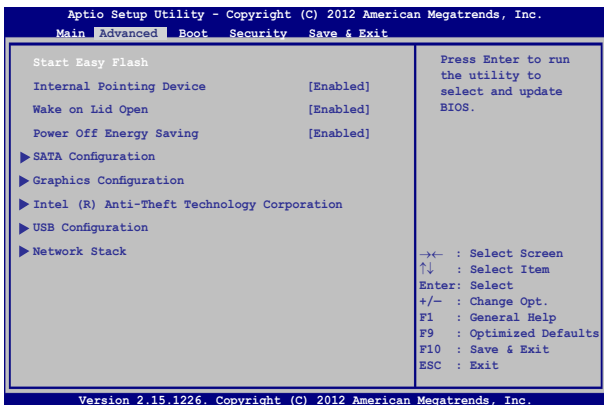 Aptio Setup Utility - Copyright (C) 2012 American Megatrends, Inc.
Main Advanced Boot Security Save & Exit
Start Easy Flash
Internal Pointing Device [Enabled]
Wake on Lid Open [Enabled]
Power Off Energy Saving [Enabled]
SATA Configuration
Graphics Configuration
Intel (R) Anti-Theft Technology Corporation
USB Configuration
Network Stack
Press Enter to run
the utility to
select and update
BIOS.
→← : Select Screen
↑↓ : Select Item
Enter: Select
+/— : Change Opt.
F1 : General Help
F9 : Optimized Defaults
F10 : Save & Exit
ESC : Exit
Version 2.15.1226. Copyright (C) 2012 American Megatrends, Inc.